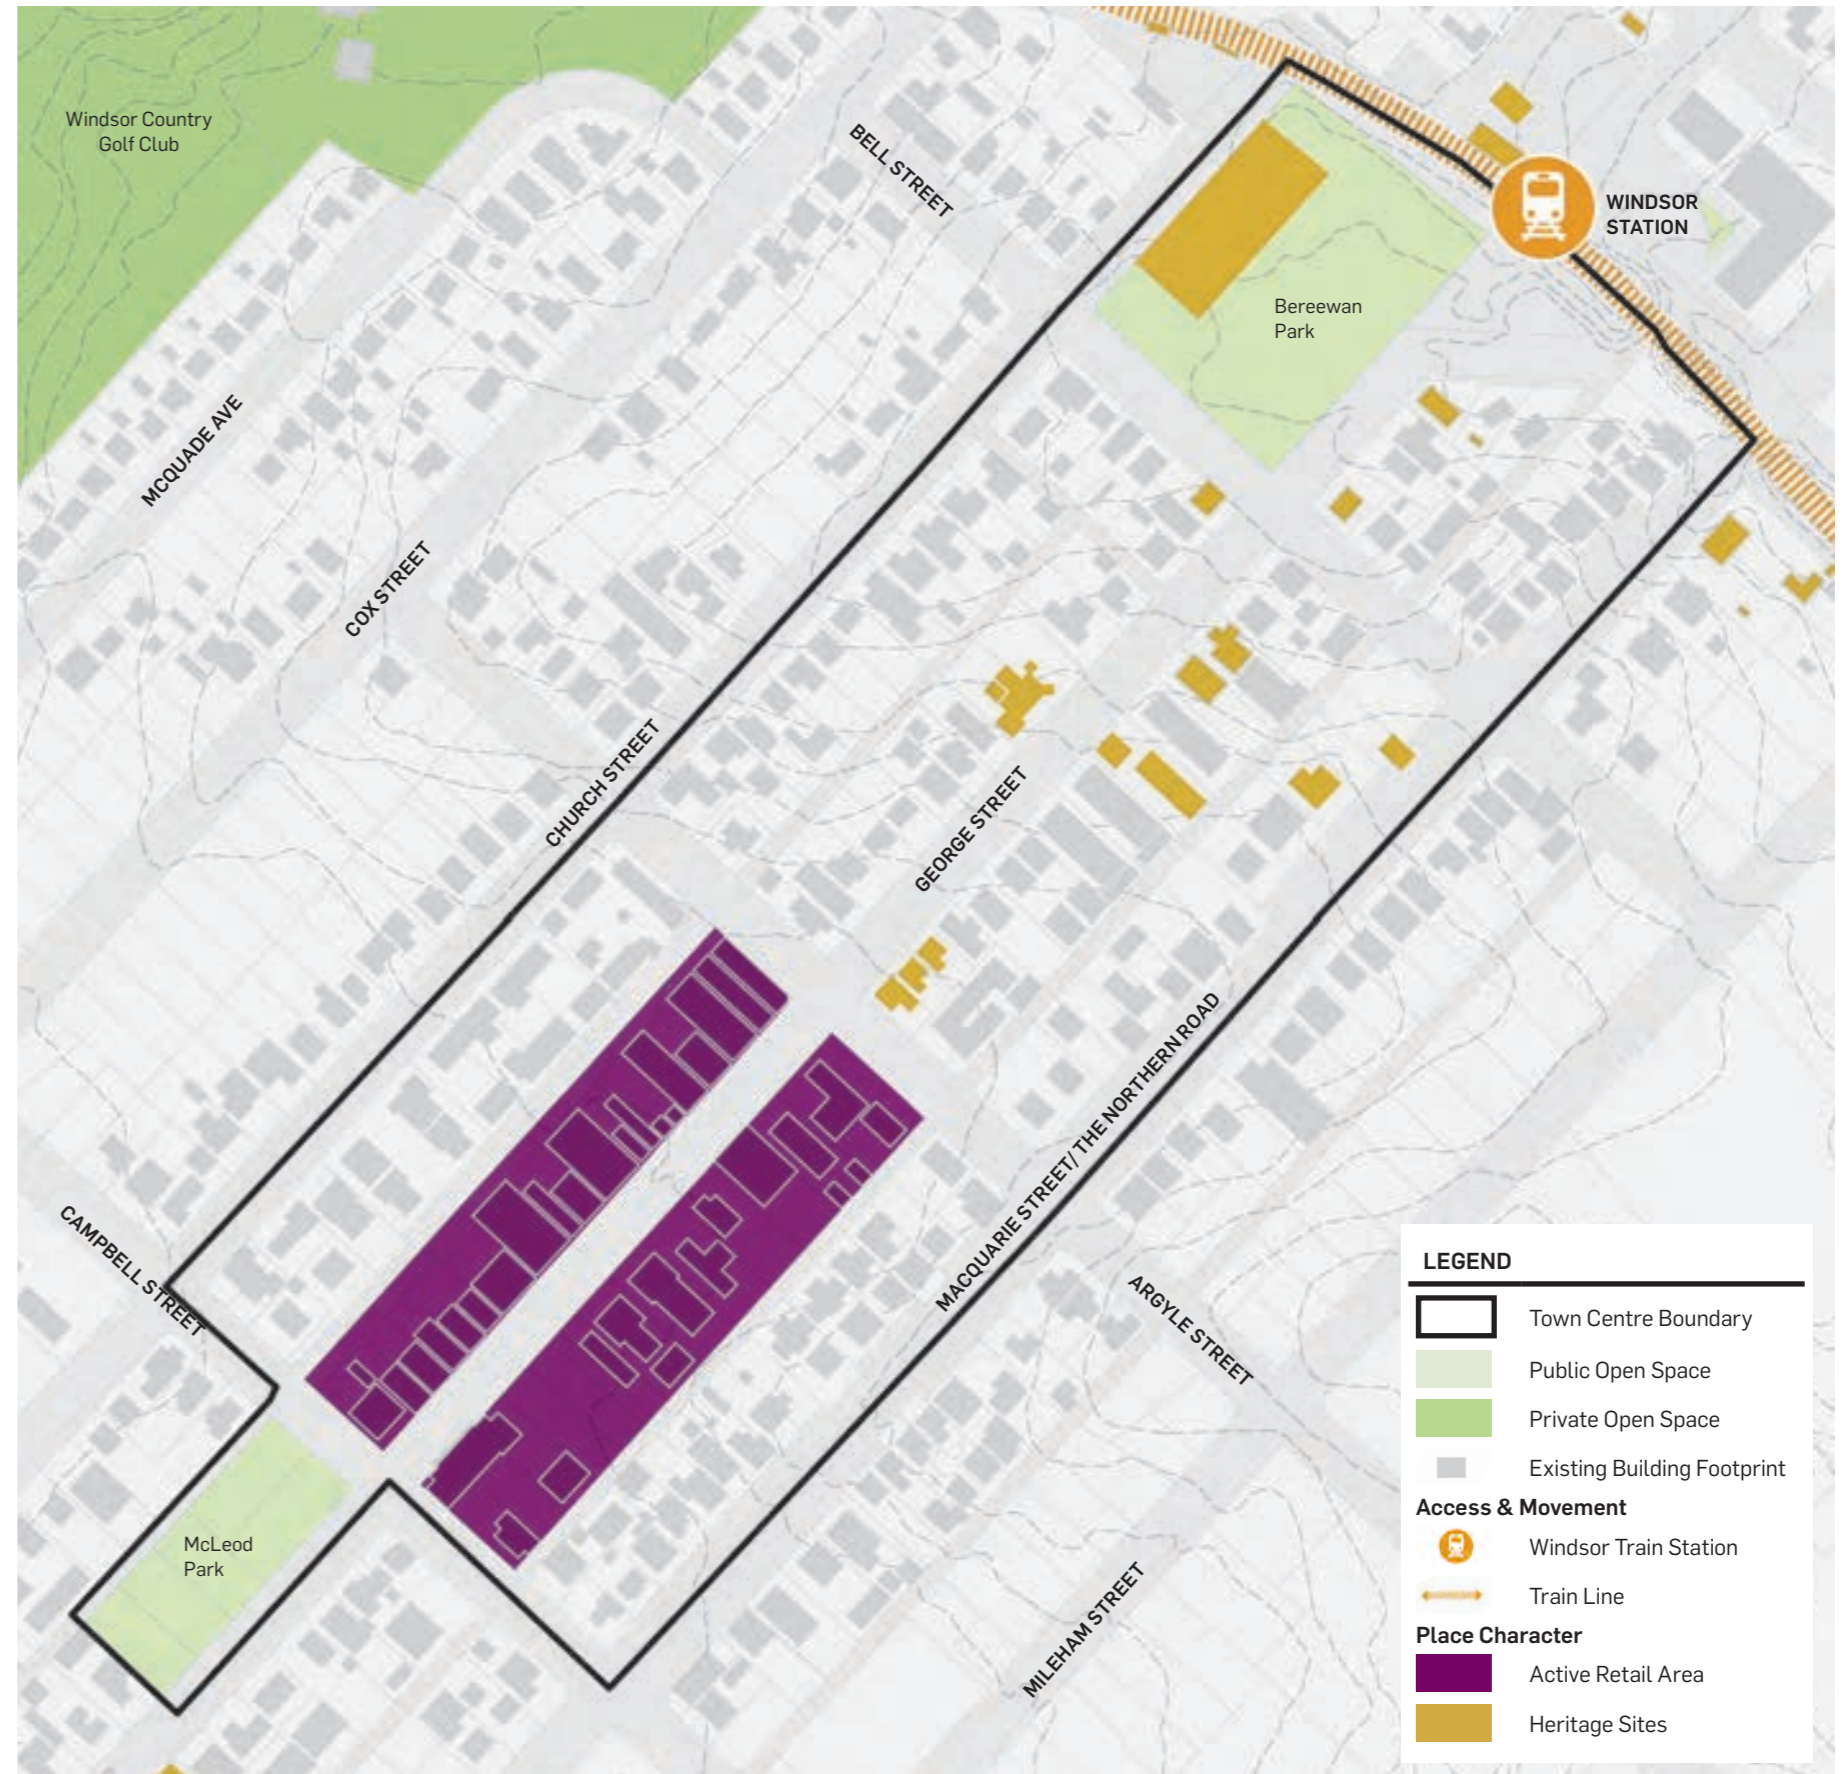 Windsor Country
Golf Club
BELL STREET
WINDSOR
STATION
Bereewan
Park
MCQUADE AVE
COX STREET
CHURCH STREET
GEORGE STREET
MACQUARIE STREET/ THE NORTHERN ROAD
CAMPBELL STREET
ARGYLE STREET
McLeod
Park
MILEHAM STREET
LEGEND
Town Centre Boundary
Public Open Space
Private Open Space
Existing Building Footprint
Access & Movement
Windsor Train Station
Train Line
Place Character
Active Retail Area
Heritage Sites